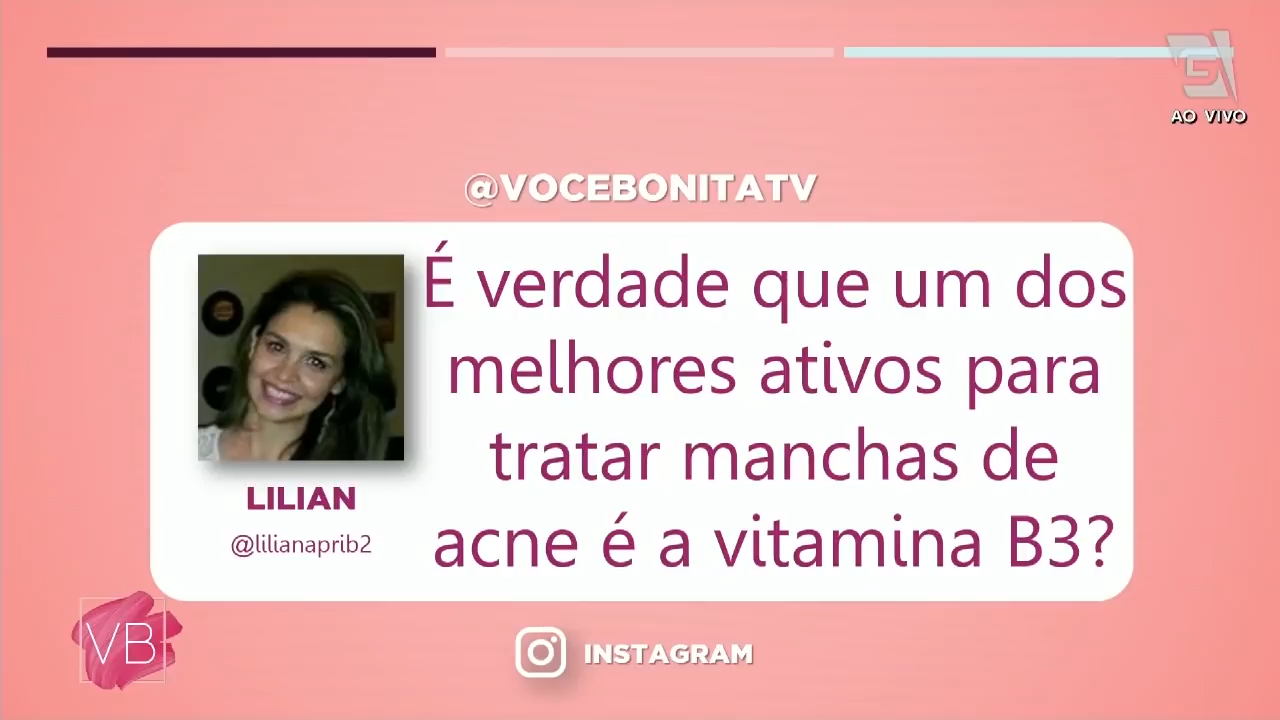 AO VIVO
@VOCEBONITATV
É verdade que um dos
melhores ativos para
tratar manchas de
acne é a vitamina B3?
LILIAN
@lilianaprib2
VB
INSTAGRAM